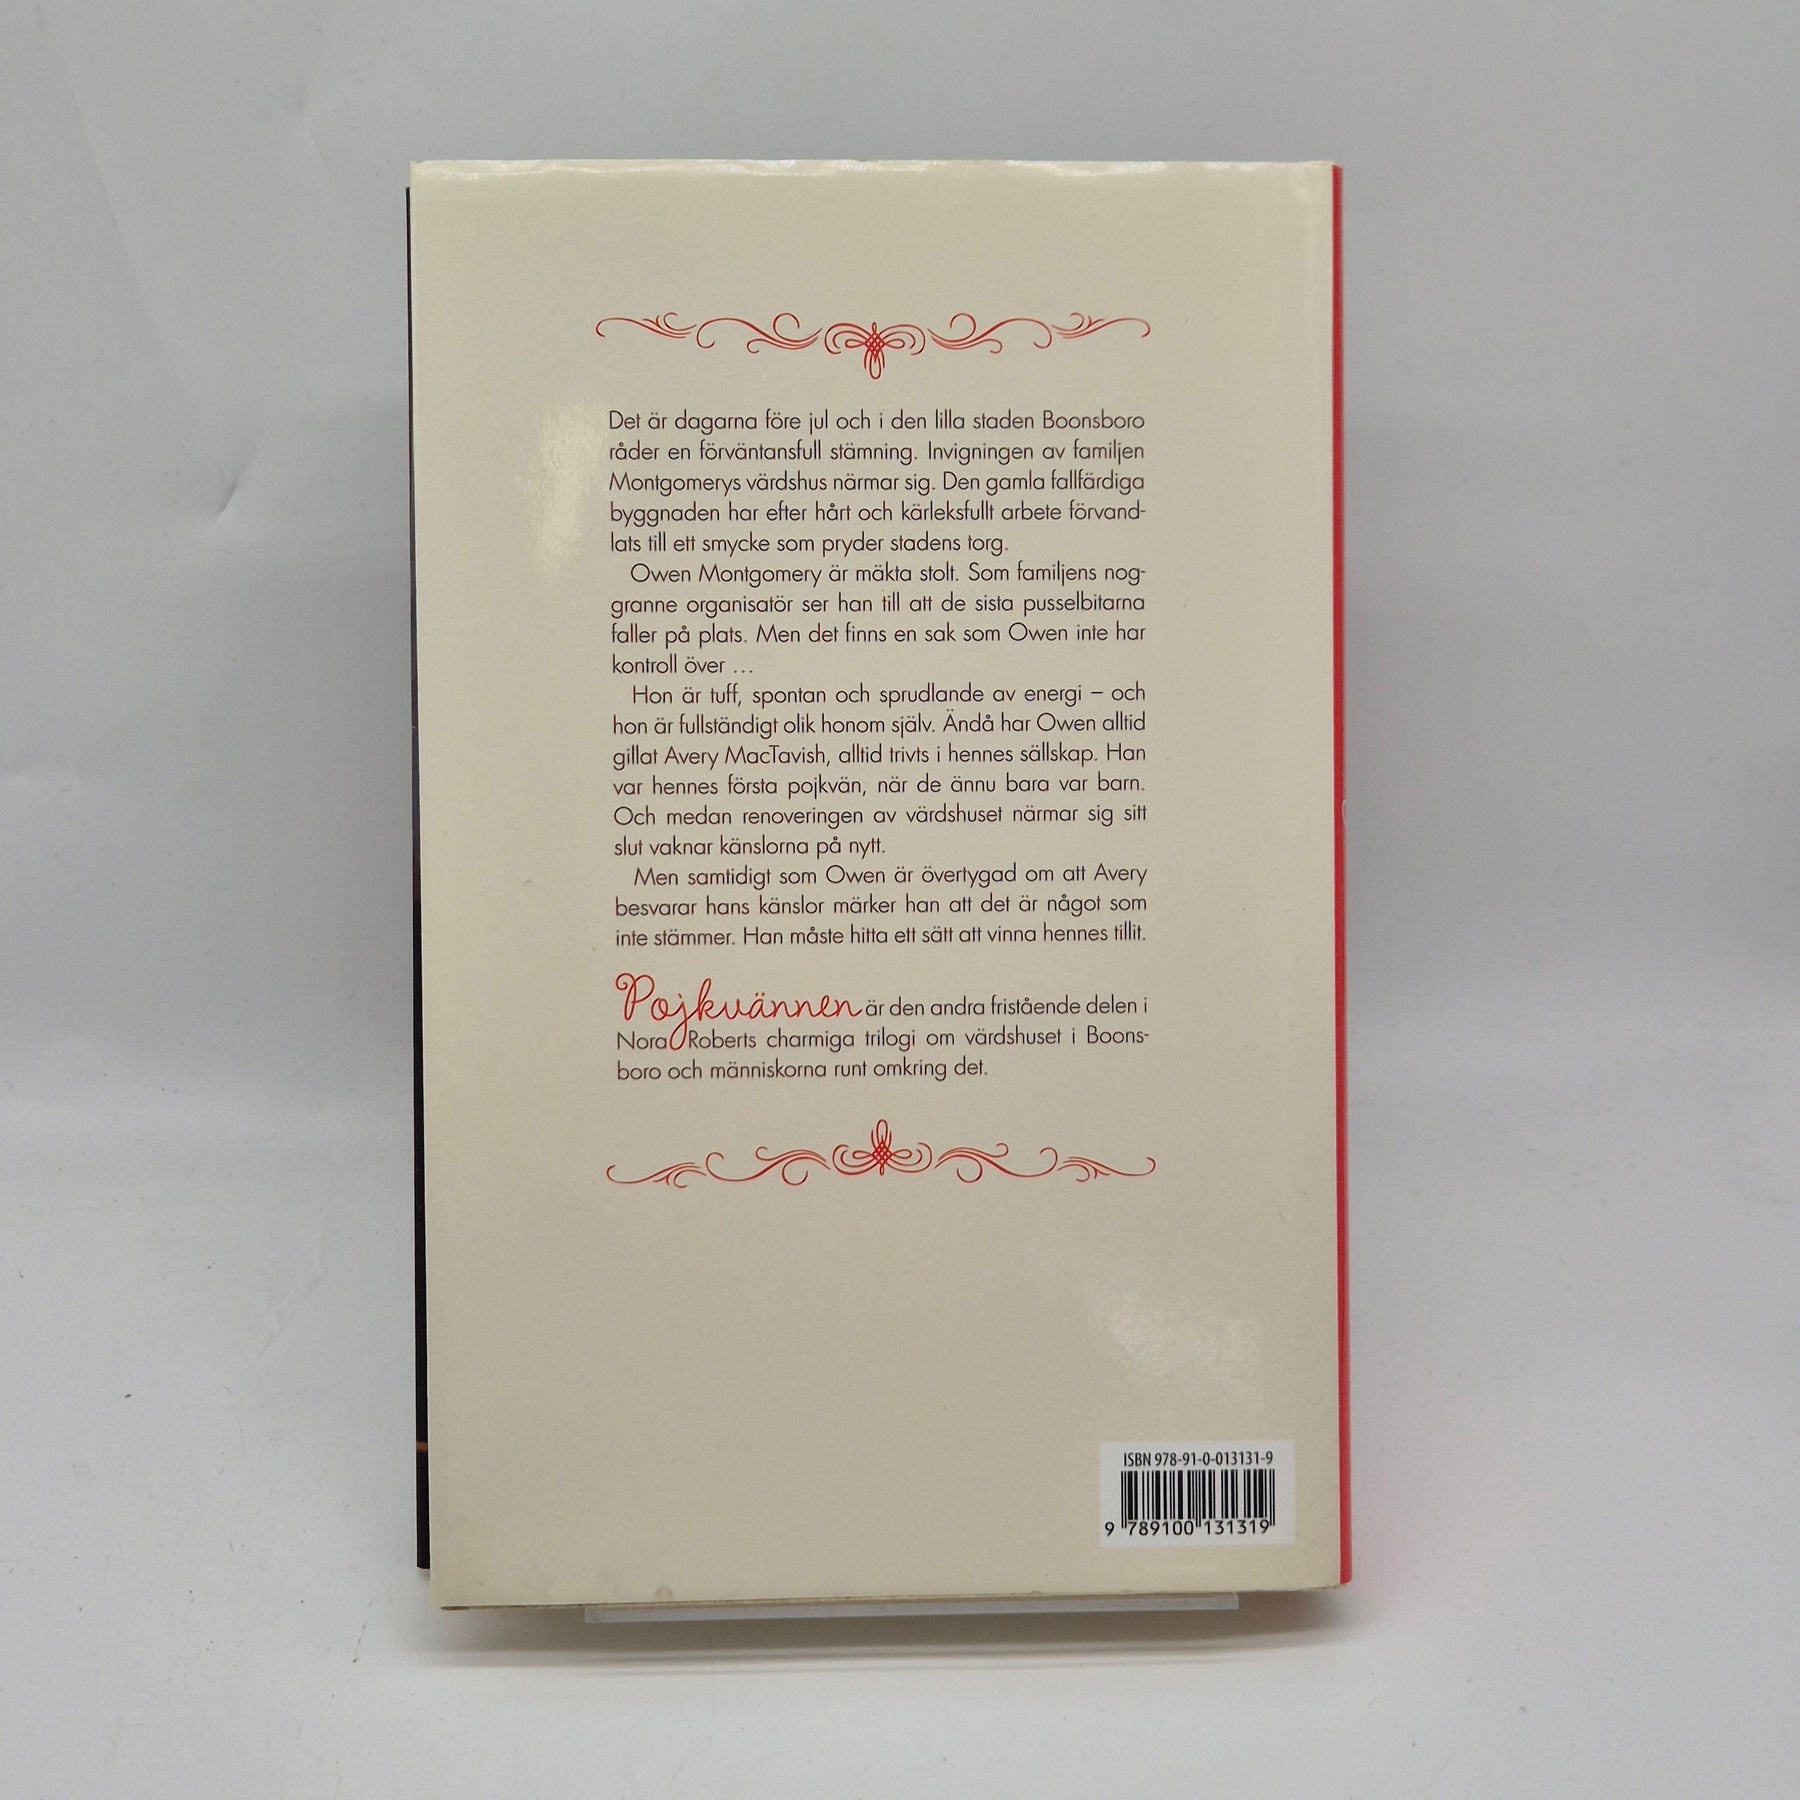 Det är dagarna före jul och i den lilla staden Boonsboro
råder en förväntansfull stämning. Invigningen av familjen
Montgomerys värdshus närmar sig. Den gamla fallfärdiga
byggnaden har efter hårt och kärleksfullt arbete förvand-
lats till ett smycke som pryder stadens torg.
Owen Montgomery är mäkta stolt. Som familjens nog-
granne organisatör ser han till att de sista pusselbitarna
faller på plats. Men det finns en sak som Owen inte har
kontroll över …
Hon är tuff, spontan och sprudlande av energi – och
hon är fullständigt olik honom själv. Ändå har Owen alltid
gillat Avery MacTavish, alltid trivts i hennes sällskap. Han
var hennes första pojkvän, när de ännu bara var barn.
Och medan renoveringen av värdshuset närmar sig sitt
slut vaknar känslorna på nytt.
Men samtidigt som Owen är övertygad om att Avery
besvarar hans känslor märker han att det är något som
inte stämmer. Han måste hitta ett sätt att vinna hennes tillit.
Pojkvännen är den andra fristående delen i
Nora Roberts charmiga trilogi om värdshuset i Boons-
boro och människorna runt omkring det.
ISBN 978-91-0-013131-9
9 789100 131319